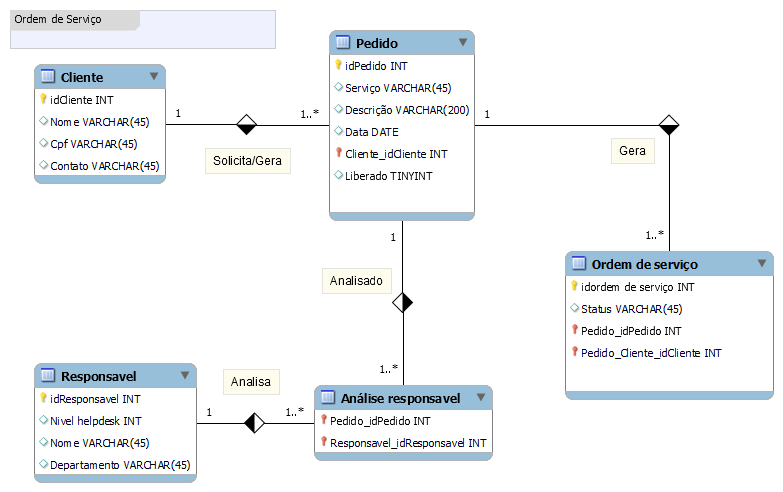 Ordem de Serviço
Pedido
idPedido INT
Serviço VARCHAR(45)
Descrição VARCHAR(200)
Data DATE
Cliente_idCliente INT
Liberado TINYINT
Cliente
idCliente INT
Nome VARCHAR(45)
Cpf VARCHAR(45)
Contato VARCHAR(45)
1
1..*
Solicita/Gera
1
Gera
1..*
Ordem de serviço
idordem de serviço INT
Status VARCHAR(45)
Pedido_idPedido INT
Pedido_Cliente_idCliente INT
1
Analisado
1..*
Responsavel
idResponsavel INT
Nivel helpdesk INT
Nome VARCHAR(45)
Departamento VARCHAR(45)
Analisa
1
1..*
Análise responsavel
Pedido_idPedido INT
Responsavel_idResponsavel INT